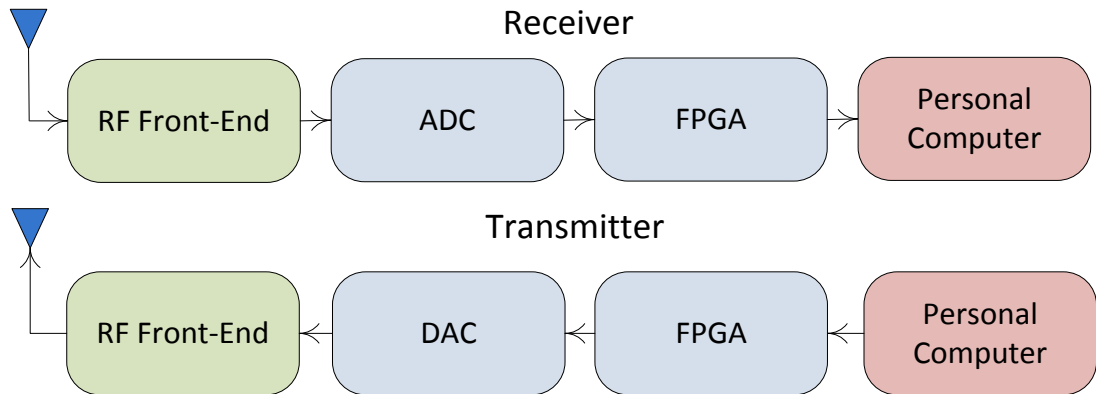 Receiver
RF Front-End
ADC
FPGA
Personal
Computer
Transmitter
RF Front-End
DAC
FPGA
Personal
Computer